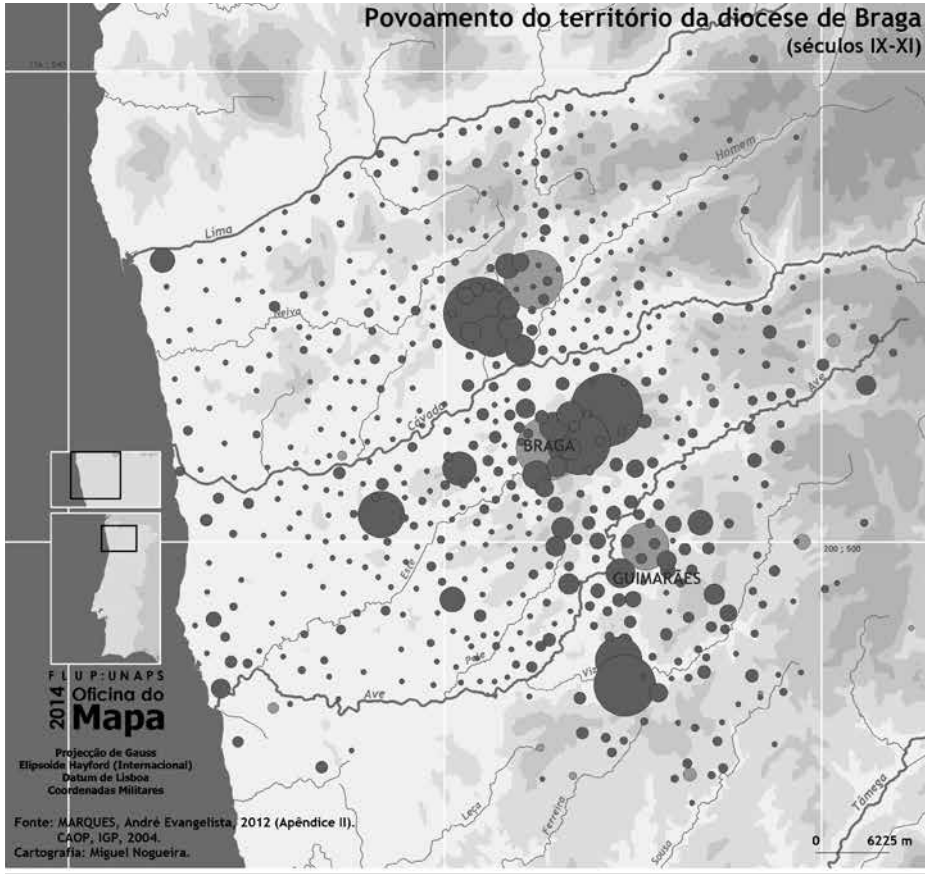 Povoamento do território da diocese de Braga
(séculos IX-XI)
Homem
Lima
Neiva
Cávado
Ave
BRAGA
200 ; 500
Este
GUIMARÃES
Pele
Ave
Leça
Ferreira
Sousa
Tâmega
FLUP:UNAPS
2014 Oficina do
Mapa
Projecção de Gauss
Elipsoide Hayford (Internacional)
Datum de Lisboa
Coordenadas Militares
Fonte: MARQUES, André Evangelista, 2012 (Apêndice II).
CAOP, IGP, 2004.
Cartografia: Miguel Nogueira.
0 6225 m